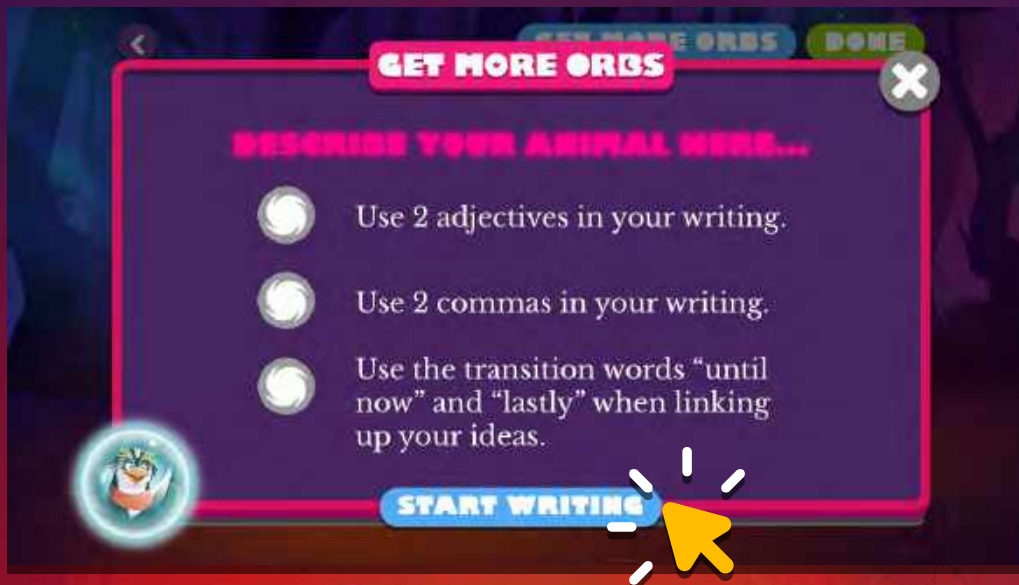 GET MORE ORBS
DONE
GET MORE ORBS
DESCRIBE YOUR ANIMAL HERE...
Use 2 adjectives in your writing.
Use 2 commas in your writing.
Use the transition words “until
now” and “lastly” when linking
up your ideas.
START WRITING